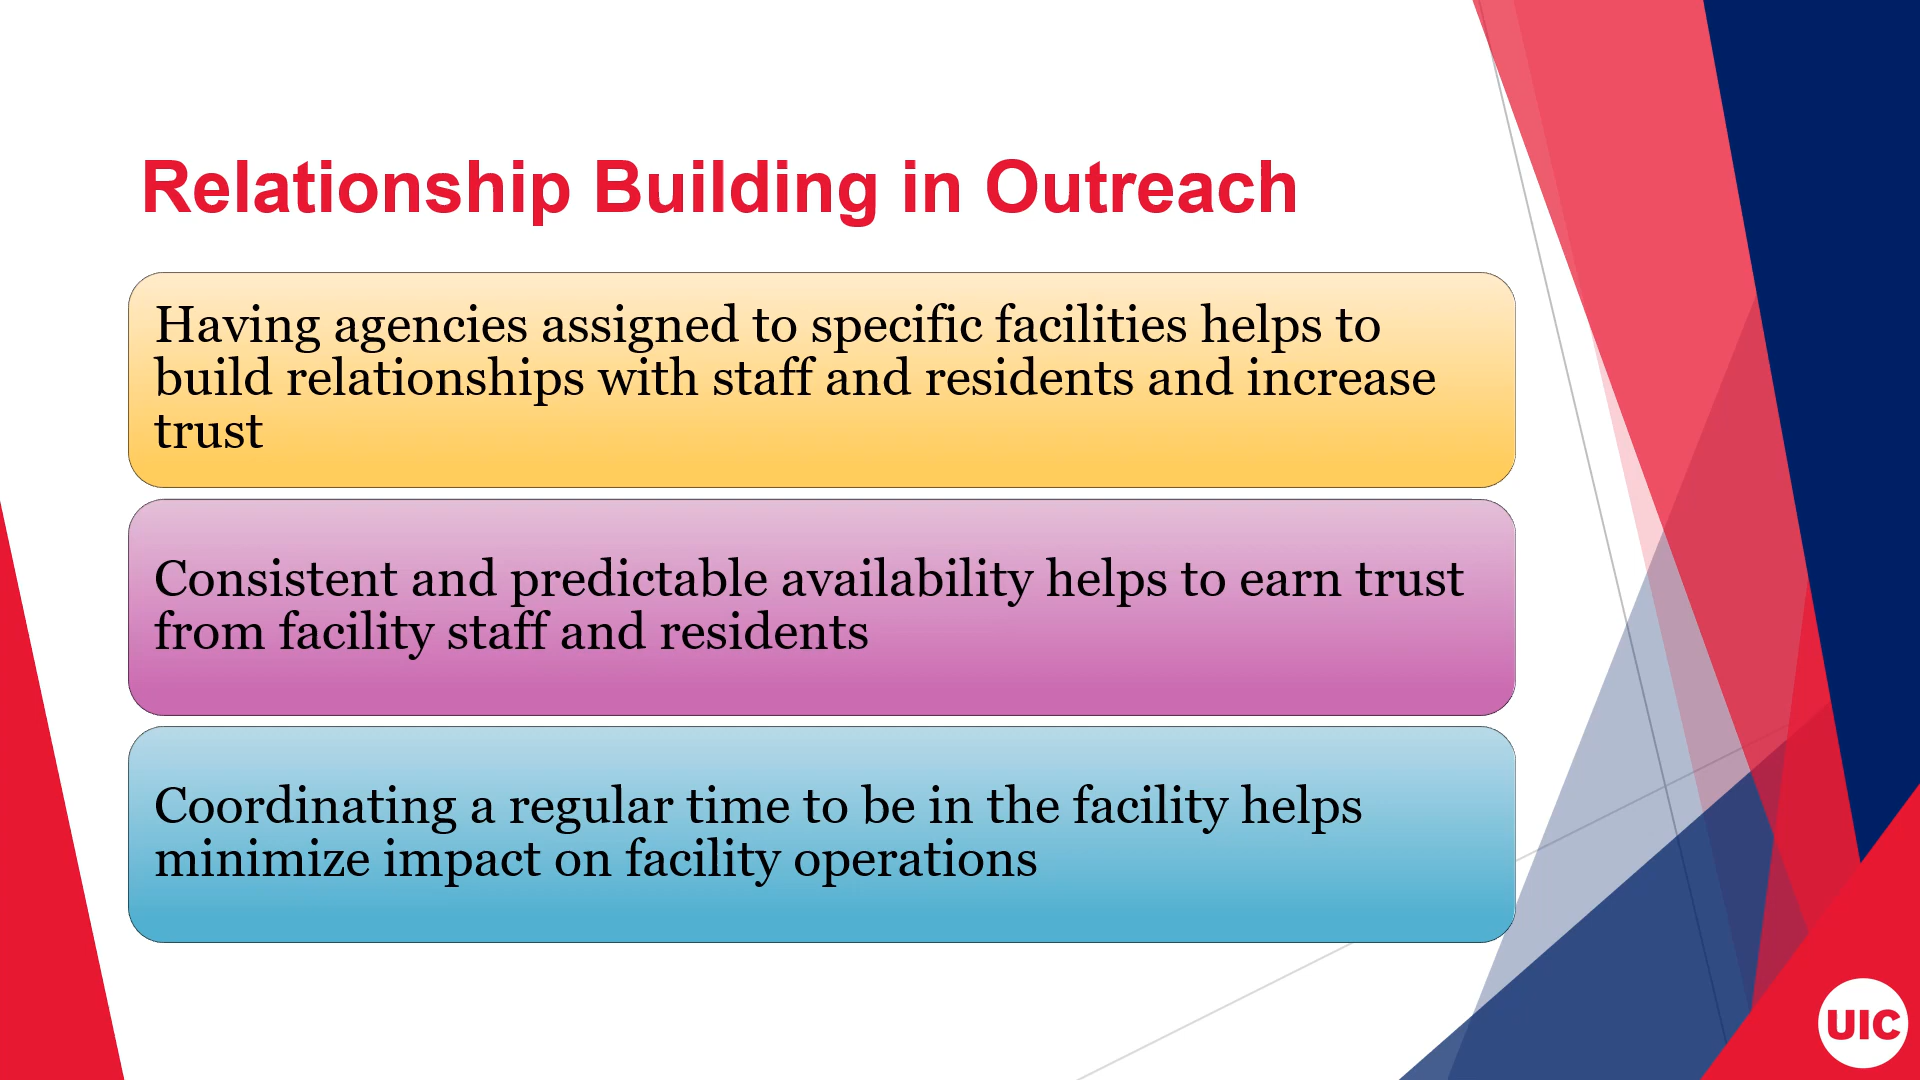 Relationship Building in Outreach
Having agencies assigned to specific facilities helps to
build relationships with staff and residents and increase
trust
Consistent and predictable availability helps to earn trust
from facility staff and residents
Coordinating a regular time to be in the facility helps
minimize impact on facility operations
UIC